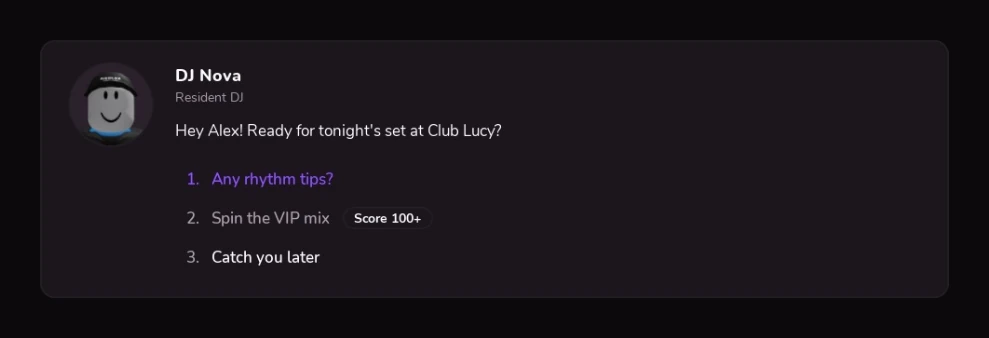 DJ Nova
Resident DJ
Hey Alex! Ready for tonight's set at Club Lucy?
1. Any rhythm tips?
2. Spin the VIP mix Score 100+
3. Catch you later